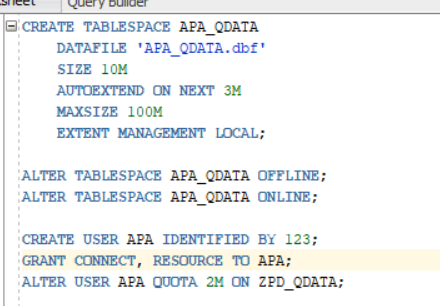 Query Builder
CREATE TABLESPACE APA_QDATA
DATAFILE 'APA_QDATA.dbf'
SIZE 10M
AUTOEXTEND ON NEXT 3M
MAXSIZE 100M
EXTENT MANAGEMENT LOCAL;
ALTER TABLESPACE APA_QDATA OFFLINE;
ALTER TABLESPACE APA_QDATA ONLINE;
CREATE USER APA IDENTIFIED BY 123;
GRANT CONNECT, RESOURCE TO APA;
ALTER USER APA QUOTA 2M ON ZPD_QDATA;